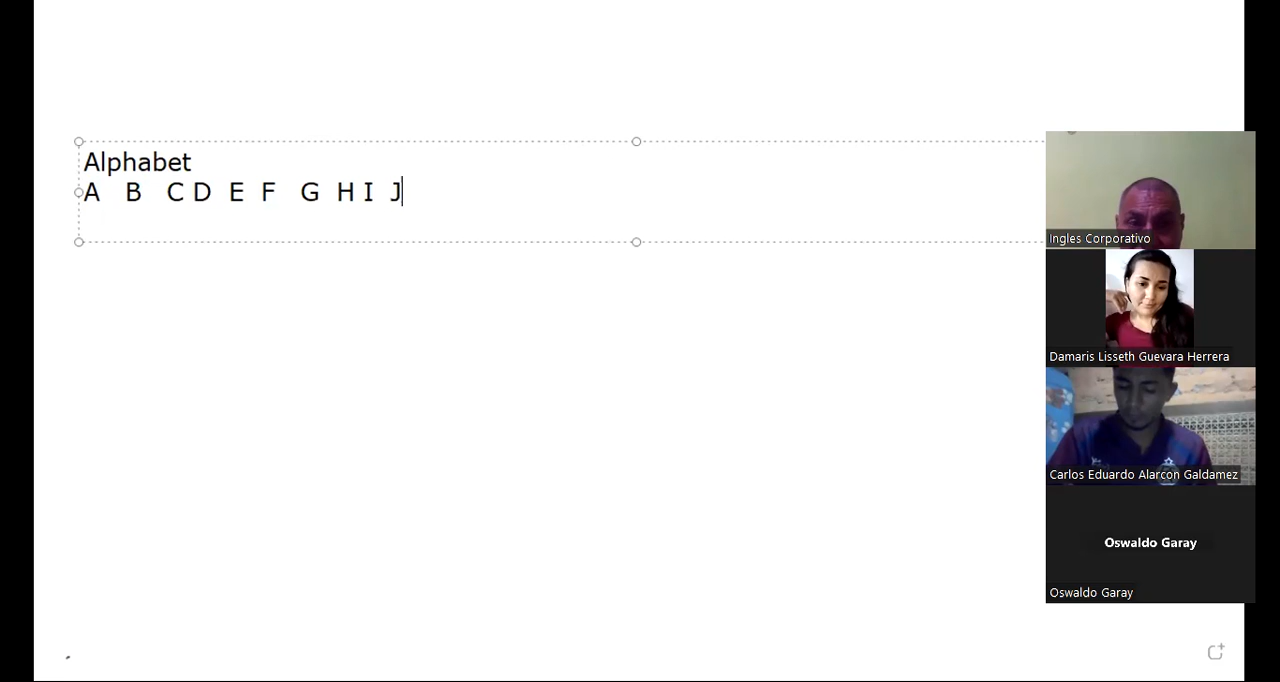 Alphabet
A B C D E F G H I J
Ingles Corporativo
Damaris Lisseth Guevara Herrera
Carlos Eduardo Alarcon Galdamez
Oswaldo Garay
Oswaldo Garay